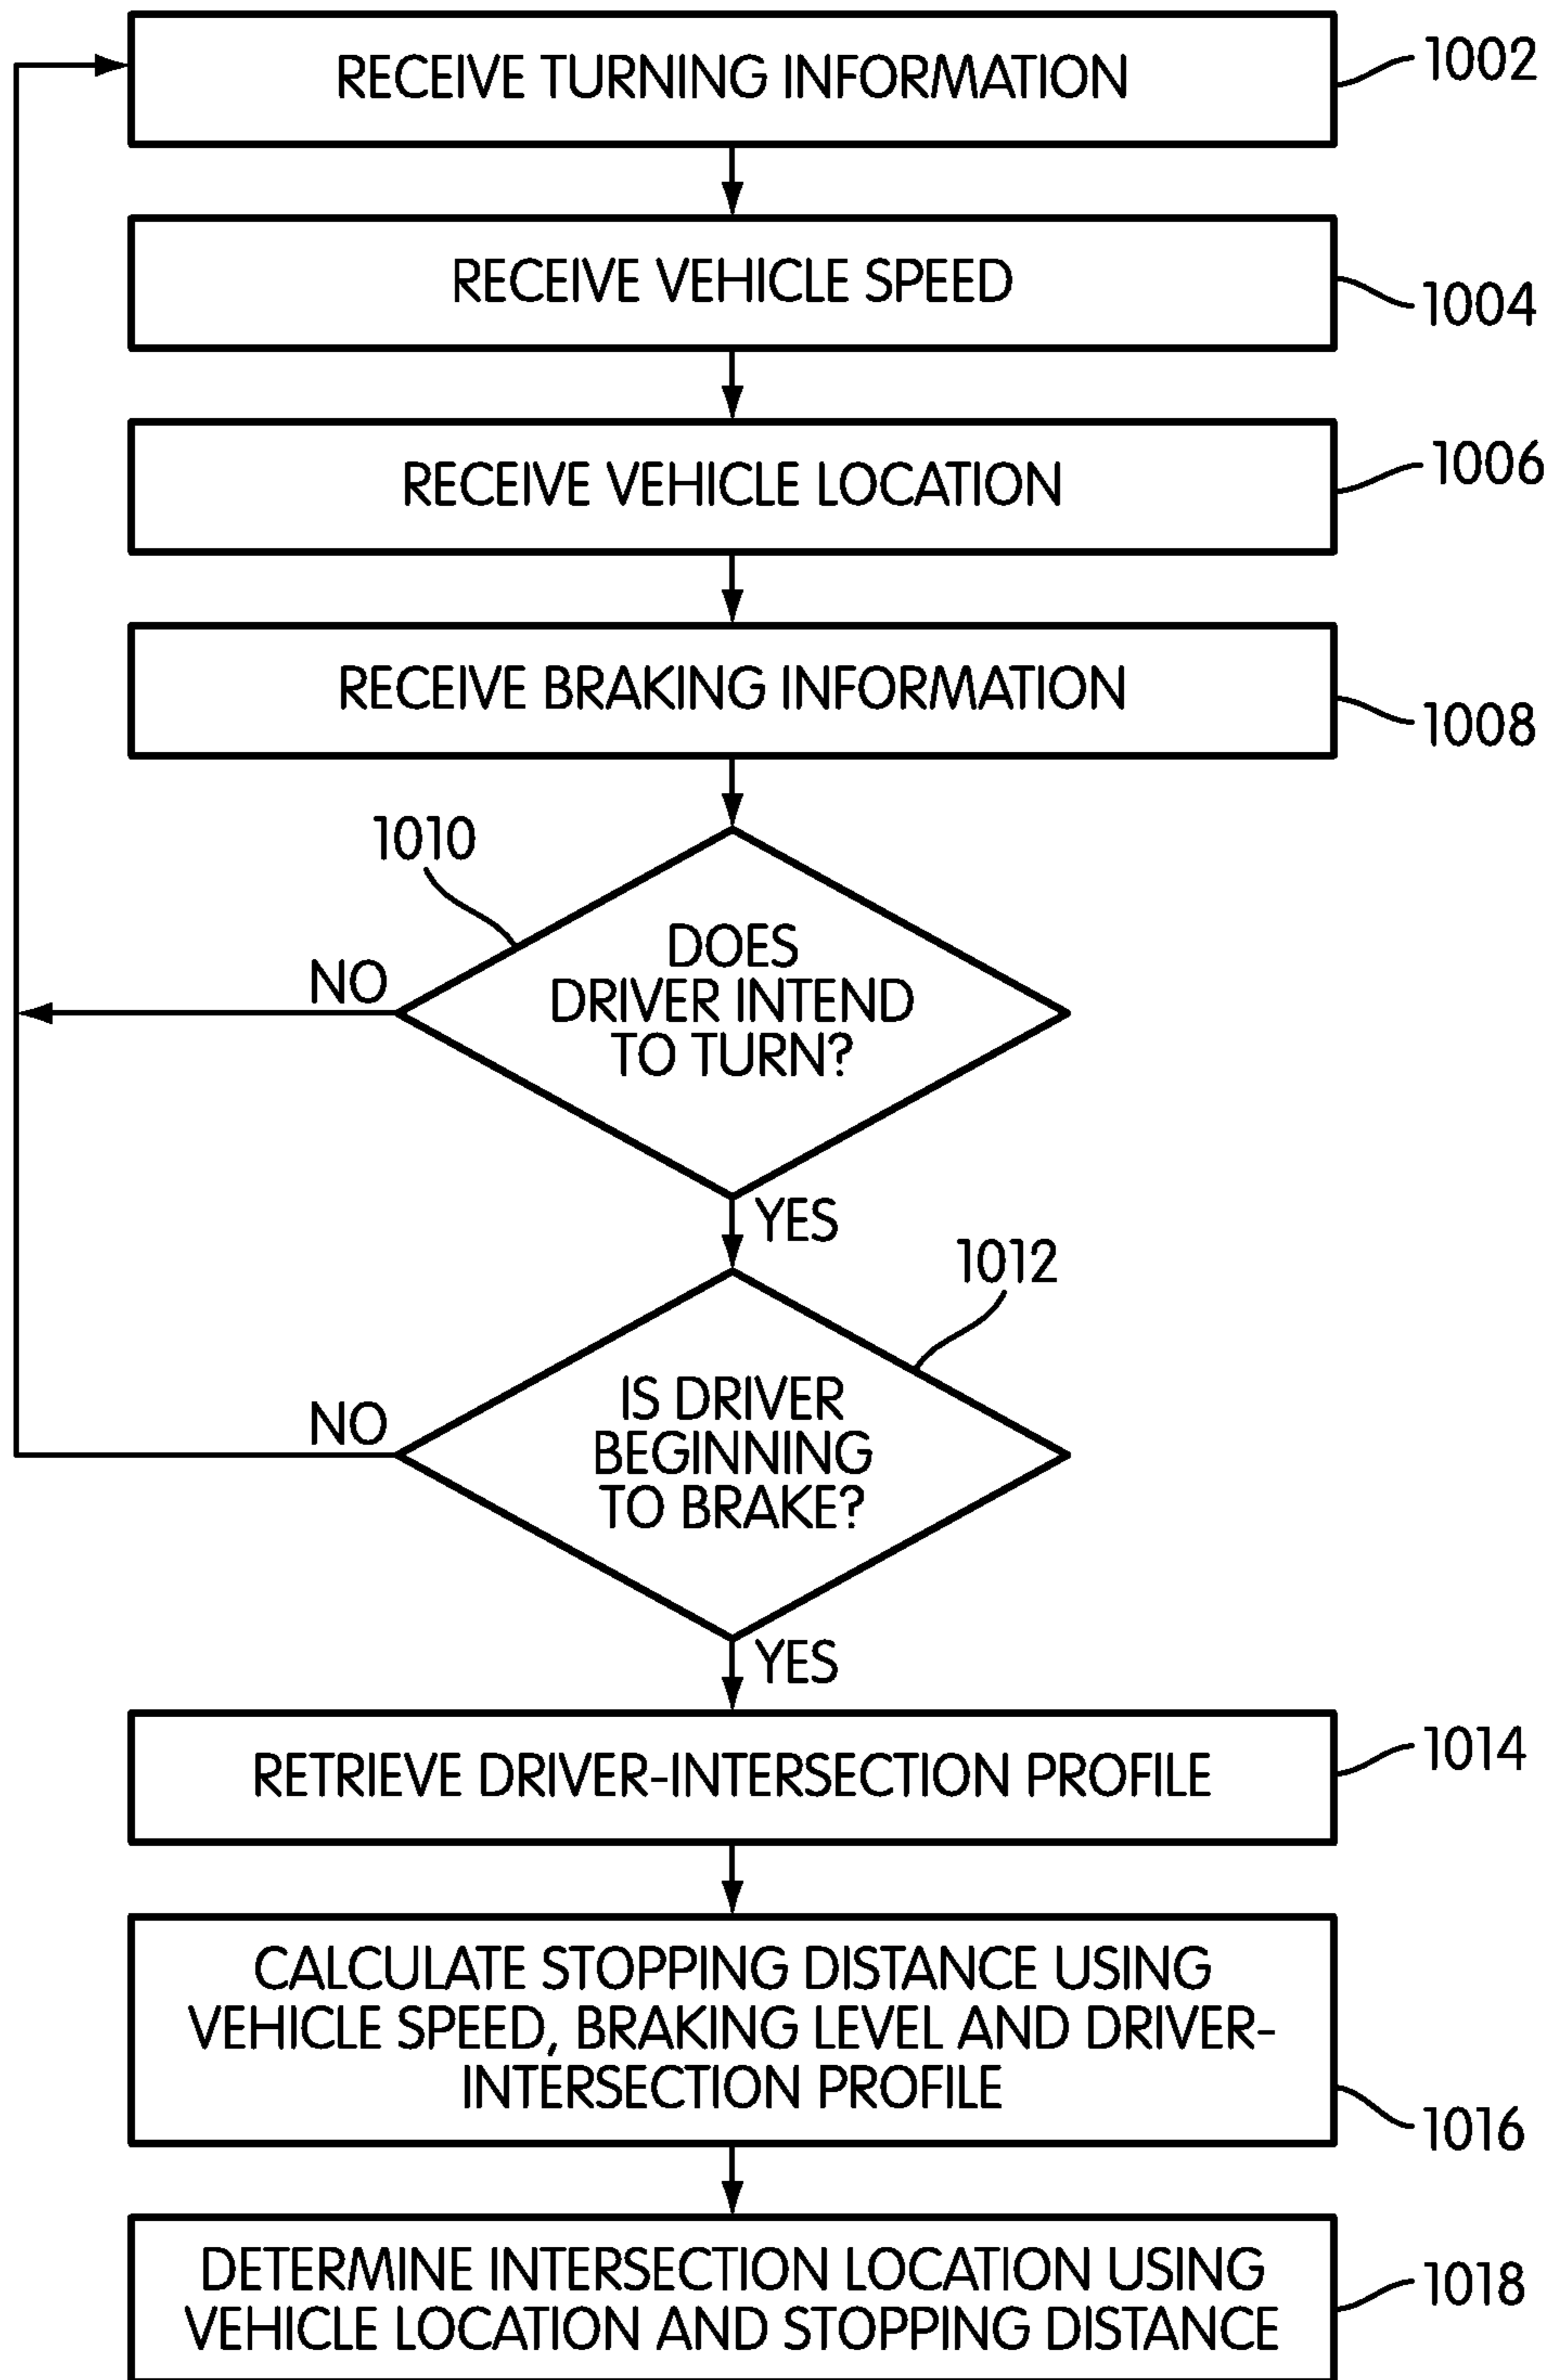 RECEIVE TURNING INFORMATION
1002
RECEIVE VEHICLE SPEED
1004
RECEIVE VEHICLE LOCATION
1006
RECEIVE BRAKING INFORMATION
1008
1010
DOES
DRIVER INTEND
TO TURN?
NO
YES
1012
IS DRIVER
BEGINNING
TO BRAKE?
NO
YES
RETRIEVE DRIVER-INTERSECTION PROFILE
1014
CALCULATE STOPPING DISTANCE USING
VEHICLE SPEED, BRAKING LEVEL AND DRIVER-
INTERSECTION PROFILE
1016
DETERMINE INTERSECTION LOCATION USING
VEHICLE LOCATION AND STOPPING DISTANCE
1018